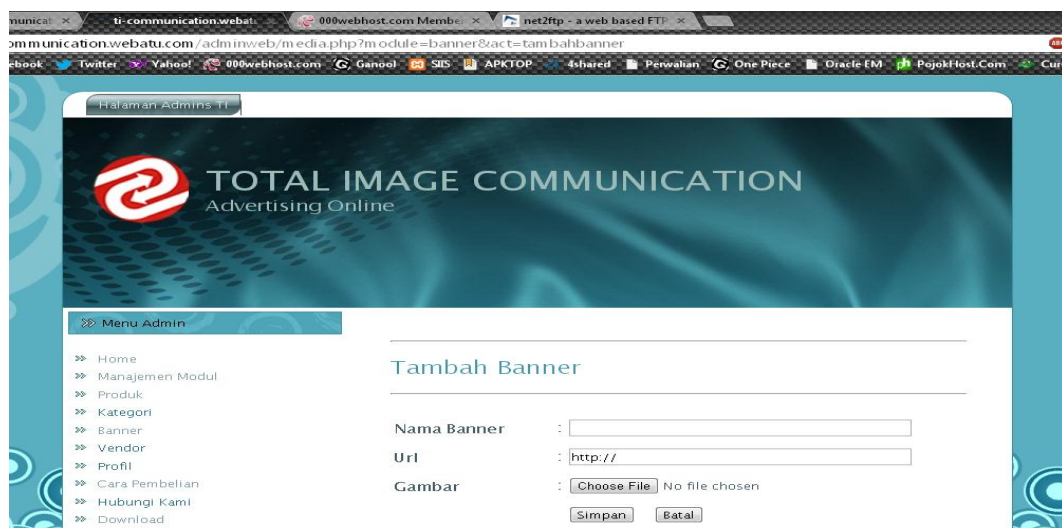 municat × ti-communication.webat × 000webhost.com Membe × net2ftp - a web based FTP ×
ommunication.webatu.com/adminweb/media.php?module=banner&act=tambahbanner
ebook Twitter Yahoo! 000webhost.com Ganool SIIS APKTOP 4shared Perwalian One Piece Oracle EM PojokHost.Com Cur
Halaman Admins TI
TOTAL IMAGE COMMUNICATION
Advertising Online
Menu Admin
Home
Manajemen Modul
Produk
Kategori
Banner
Vendor
Profil
Cara Pembelian
Hubungi Kami
Download
Tambah Banner
Nama Banner :
Url : http://
Gambar : Choose File No file chosen
Simpan Batal